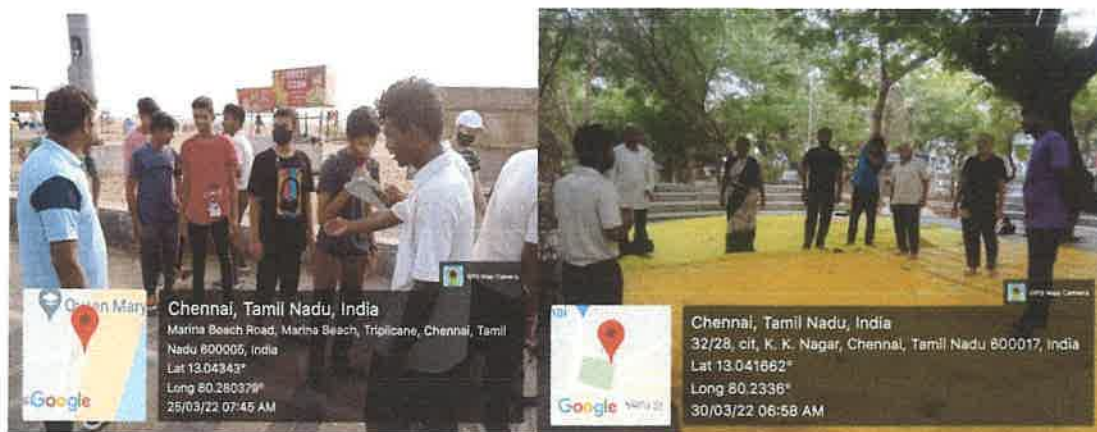 GPS Map Camera
Queen Mary
Google
Chennai, Tamil Nadu, India
Marina Beach Road, Marina Beach, Triplicane, Chennai, Tamil
Nadu 600005, India
Lat 13.04343°
Long 80.280379°
25/03/22 07:45 AM
GPS Map Camera
Google
Chennai, Tamil Nadu, India
32/28, cit, K. K. Nagar, Chennai, Tamil Nadu 600017, India
Lat 13.041662°
Long 80.2336°
30/03/22 06:58 AM